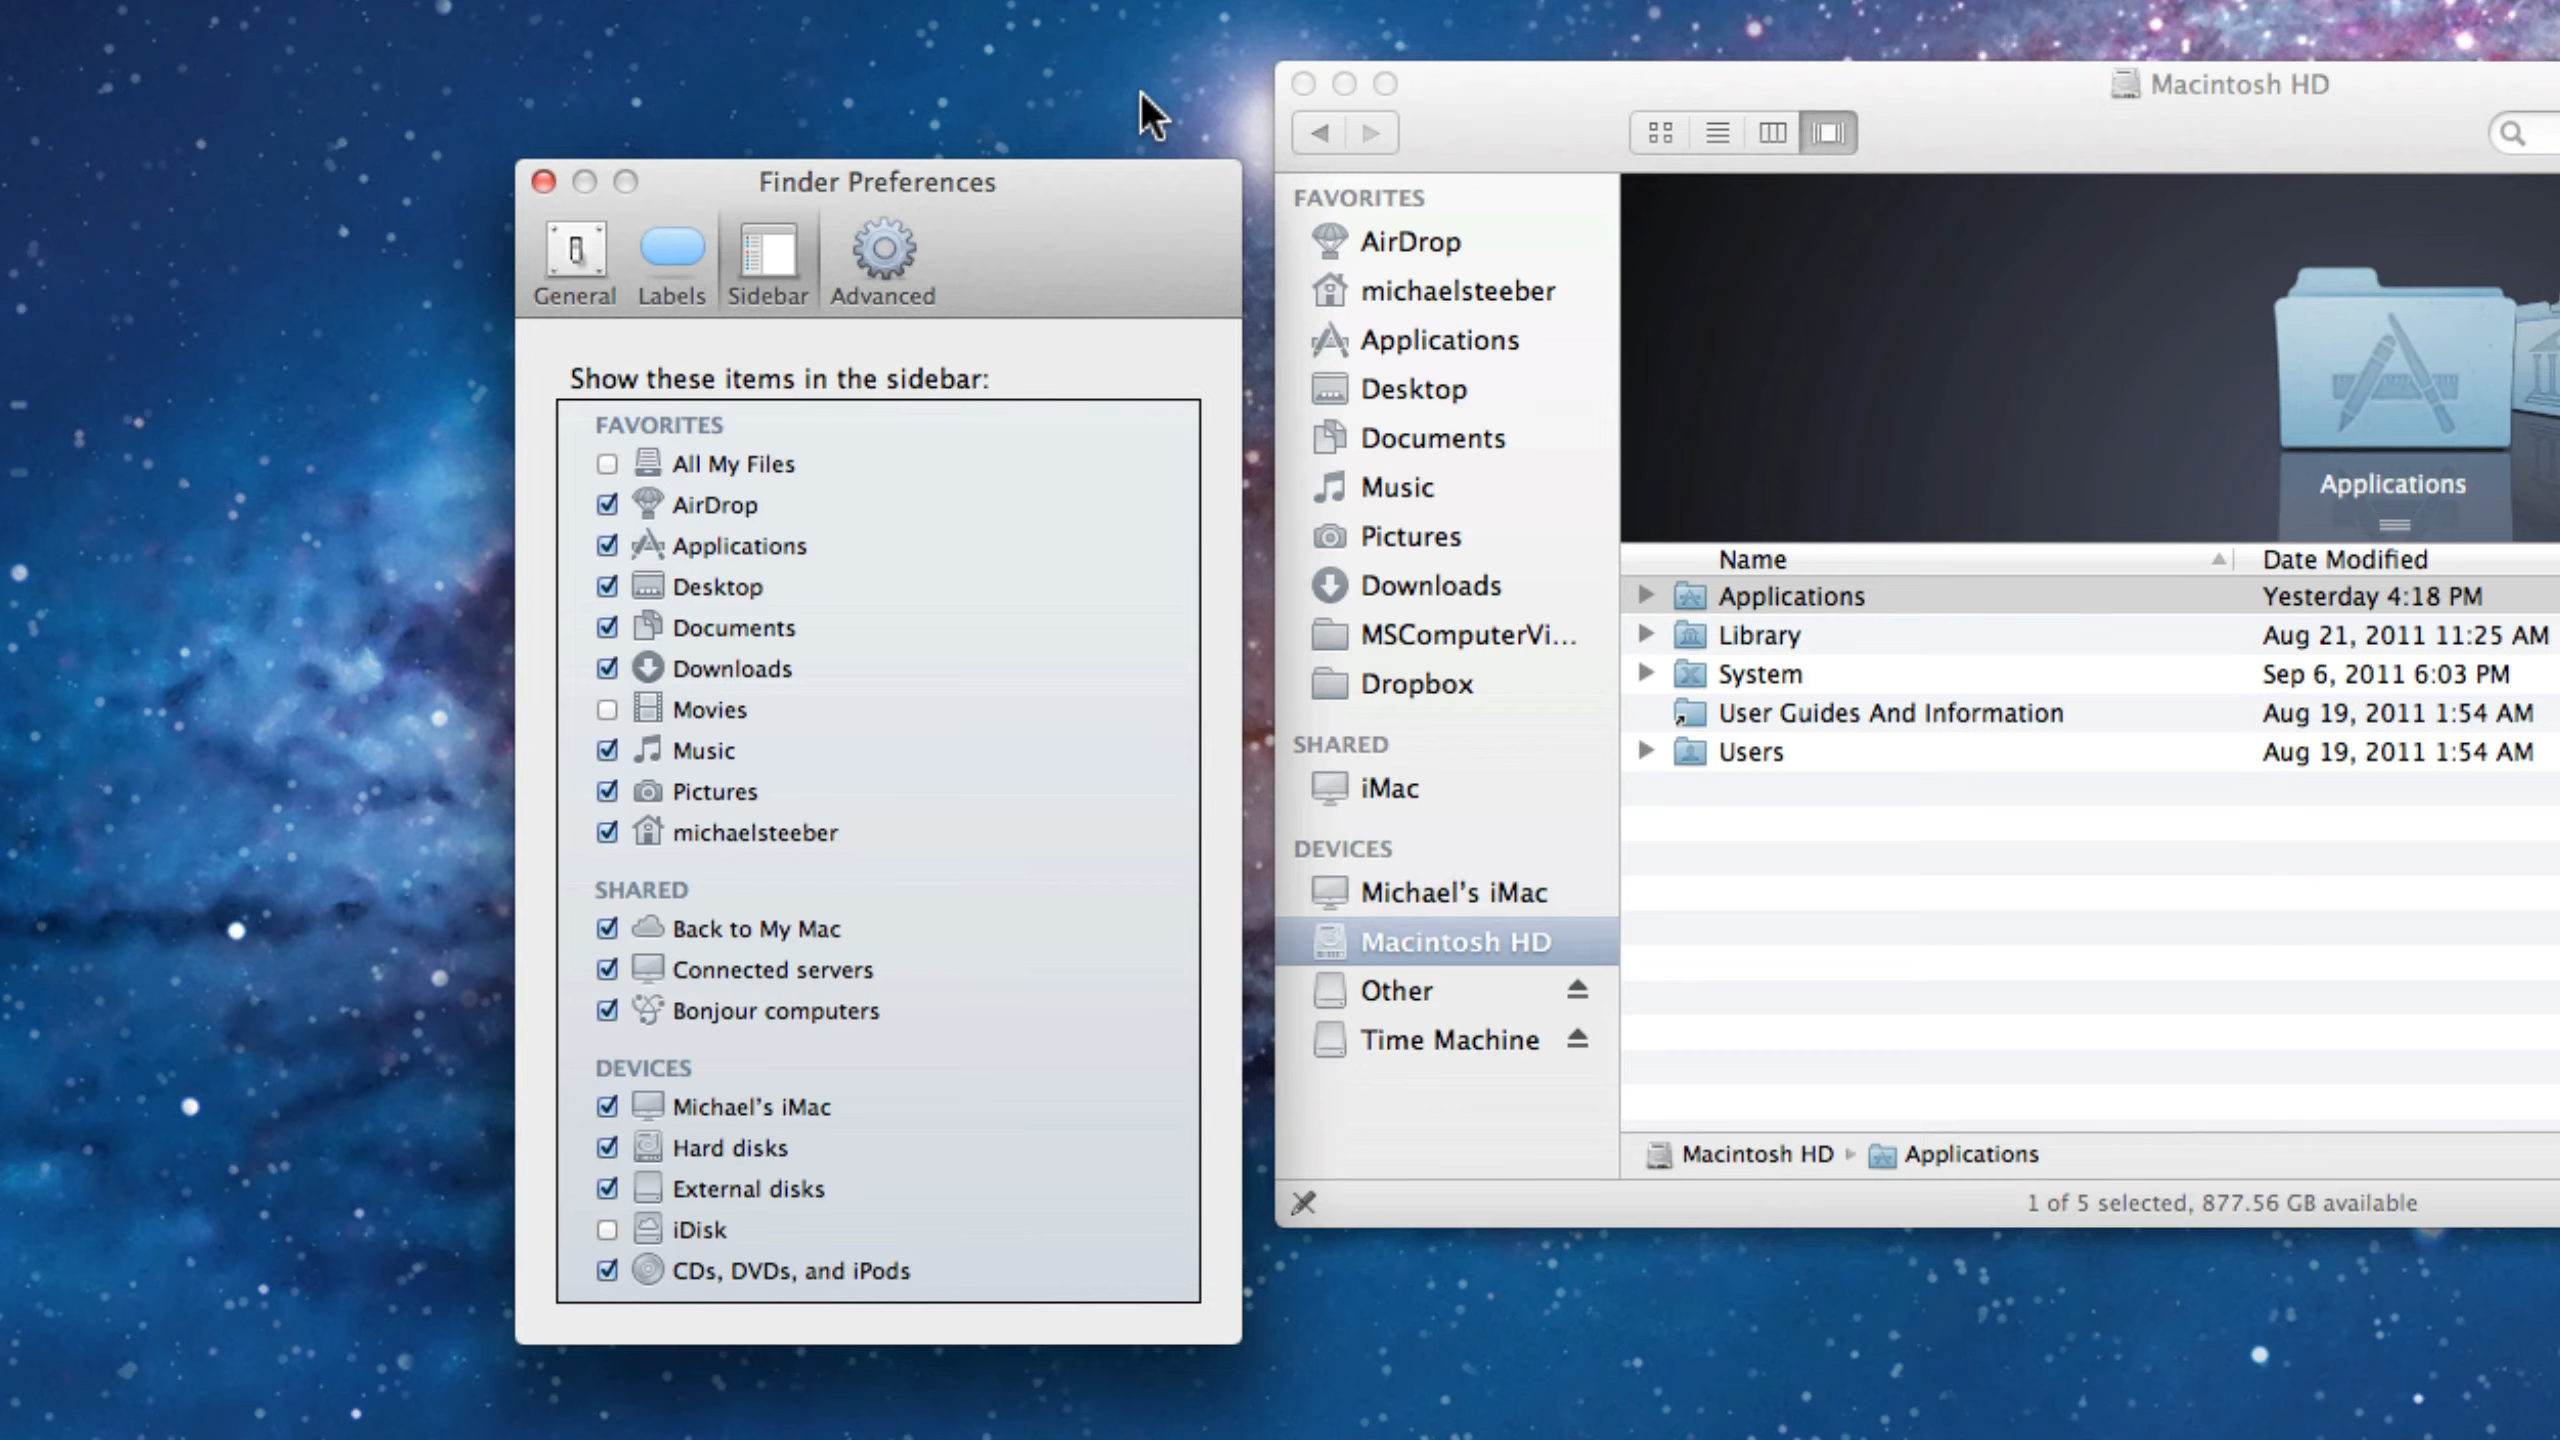 Finder Preferences
General Labels Sidebar Advanced
Show these items in the sidebar:
FAVORITES
All My Files
AirDrop
Applications
Desktop
Documents
Downloads
Movies
Music
Pictures
michaelsteeber
SHARED
Back to My Mac
Connected servers
Bonjour computers
DEVICES
Michael's iMac
Hard disks
External disks
iDisk
CDs, DVDs, and iPods
Macintosh HD
FAVORITES
AirDrop
michaelsteeber
Applications
Desktop
Documents
Music
Pictures
Downloads
MSComputerVi...
Dropbox
SHARED
iMac
DEVICES
Michael's iMac
Macintosh HD
Other
Time Machine
Applications
Name Date Modified
Applications Yesterday 4:18 PM
Library Aug 21, 2011 11:25 AM
System Sep 6, 2011 6:03 PM
User Guides And Information Aug 19, 2011 1:54 AM
Users Aug 19, 2011 1:54 AM
Macintosh HD Applications
1 of 5 selected, 877.56 GB available